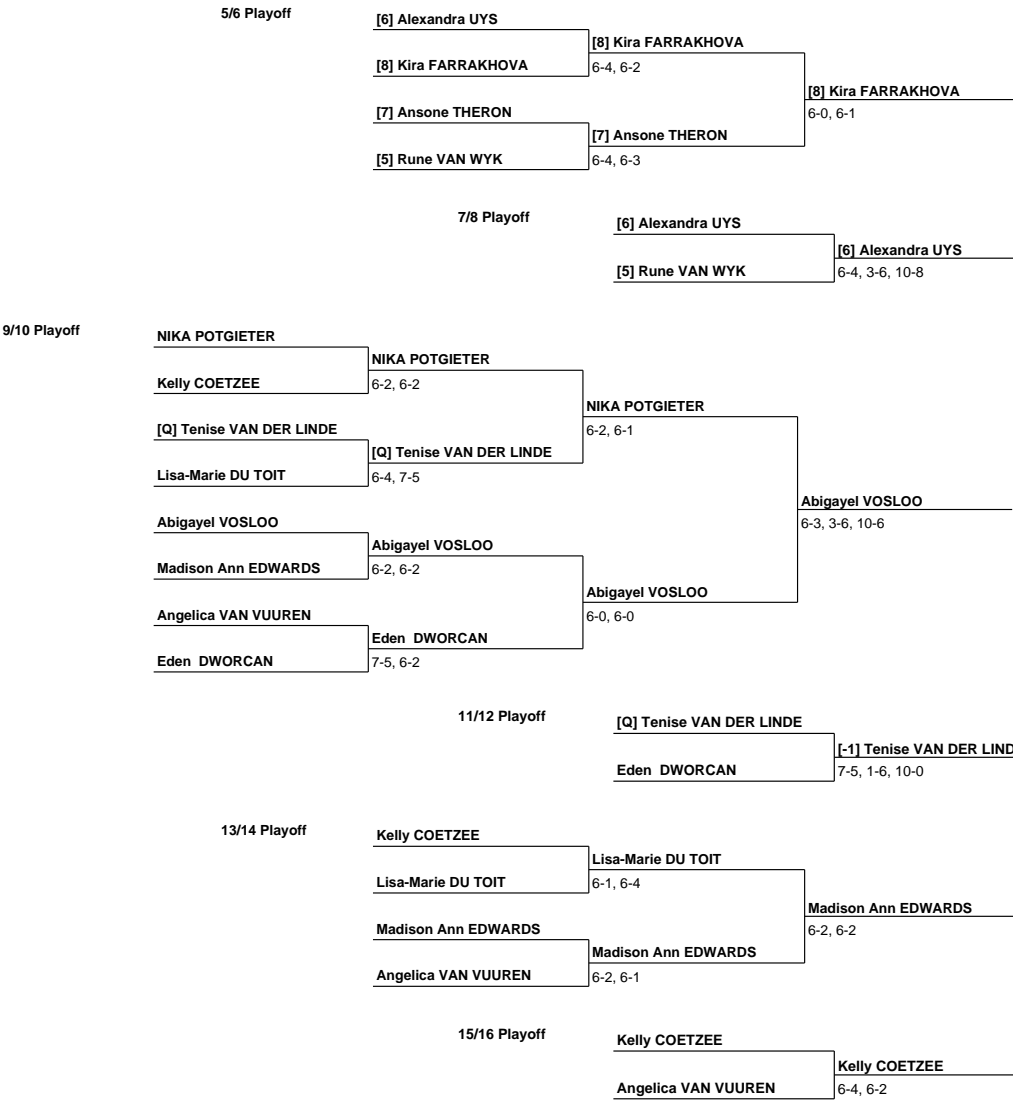 5/6 Playoff
[6] Alexandra UYS
[8] Kira FARRAKHOVA
[8] Kira FARRAKHOVA
6-4, 6-2
[8] Kira FARRAKHOVA
6-0, 6-1
[7] Ansone THERON
[7] Ansone THERON
[5] Rune VAN WYK
6-4, 6-3
7/8 Playoff
[6] Alexandra UYS
[6] Alexandra UYS
[5] Rune VAN WYK
6-4, 3-6, 10-8
9/10 Playoff
NIKA POTGIETER
NIKA POTGIETER
Kelly COETZEE
6-2, 6-2
NIKA POTGIETER
6-2, 6-1
[Q] Tenise VAN DER LINDE
[Q] Tenise VAN DER LINDE
Lisa-Marie DU TOIT
6-4, 7-5
Abigayel VOSLOO
6-3, 3-6, 10-6
Abigayel VOSLOO
Abigayel VOSLOO
Madison Ann EDWARDS
6-2, 6-2
Abigayel VOSLOO
6-0, 6-0
Angelica VAN VUUREN
Eden DWORCAN
Eden DWORCAN
7-5, 6-2
11/12 Playoff
[Q] Tenise VAN DER LINDE
[-1] Tenise VAN DER LIND
Eden DWORCAN
7-5, 1-6, 10-0
13/14 Playoff
Kelly COETZEE
Lisa-Marie DU TOIT
Lisa-Marie DU TOIT
6-1, 6-4
Madison Ann EDWARDS
6-2, 6-2
Madison Ann EDWARDS
Madison Ann EDWARDS
Angelica VAN VUUREN
6-2, 6-1
15/16 Playoff
Kelly COETZEE
Kelly COETZEE
Angelica VAN VUUREN
6-4, 6-2